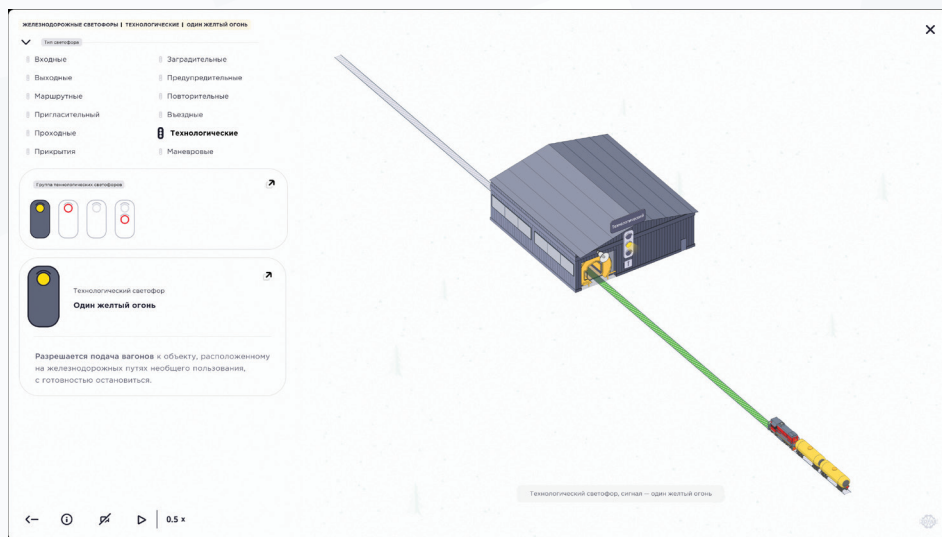 ЖЕЛЕЗНОДОРОЖНЫЕ СВЕТОФОРЫ | ТЕХНОЛОГИЧЕСКИЕ | ОДИН ЖЕЛТЫЙ ОГОНЬ
Тип светофора
Входные
Выходные
Маршрутные
Пригласительный
Проходные
Прикрытия
Заградительные
Предупредительные
Повторительные
Въездные
Технологические
Маневровые
Группа технологических светофоров
Технологический светофор
Один желтый огонь
Разрешается подача вагонов к объекту, расположенному
на железнодорожных путях необщего пользования,
с готовностью остановиться.
Технологический светофор, сигнал — один желтый огонь
0.5 x